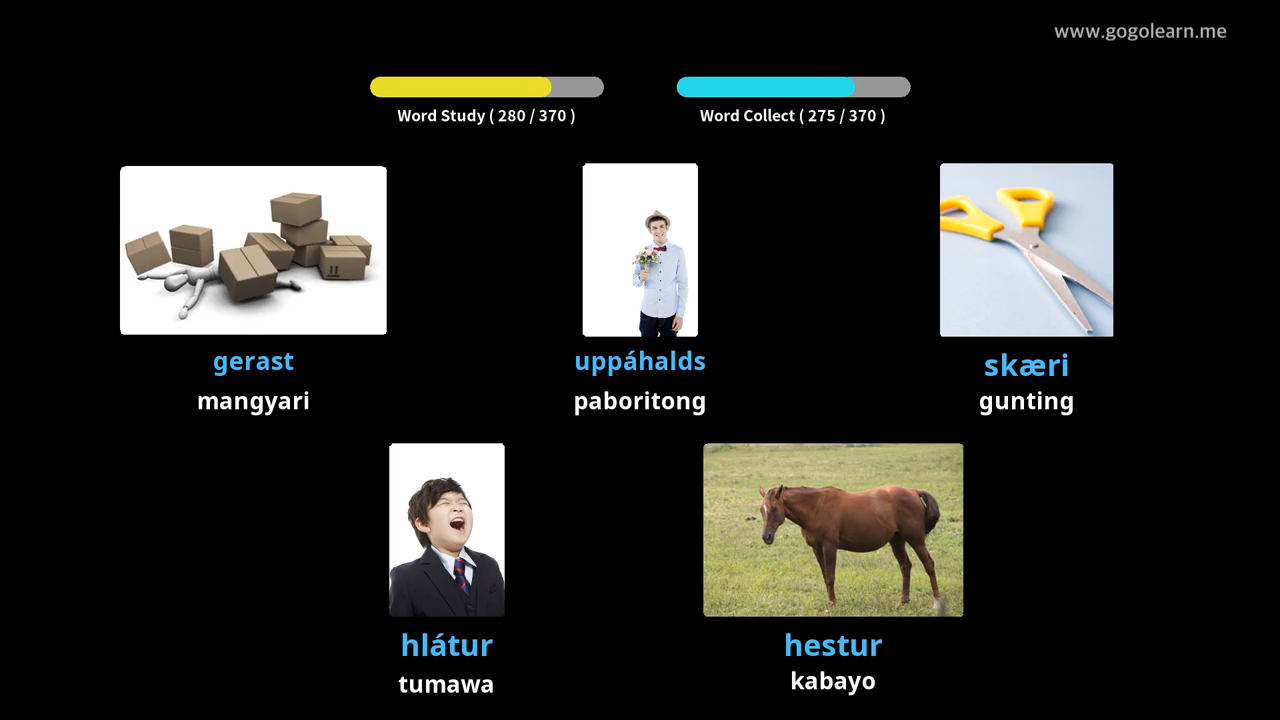 www.gogolearn.me
Word Study ( 280 / 370 )
Word Collect ( 275 / 370 )
gerast
mangyari
uppáhalds
paboritong
skæri
gunting
hlátur
tumawa
hestur
kabayo